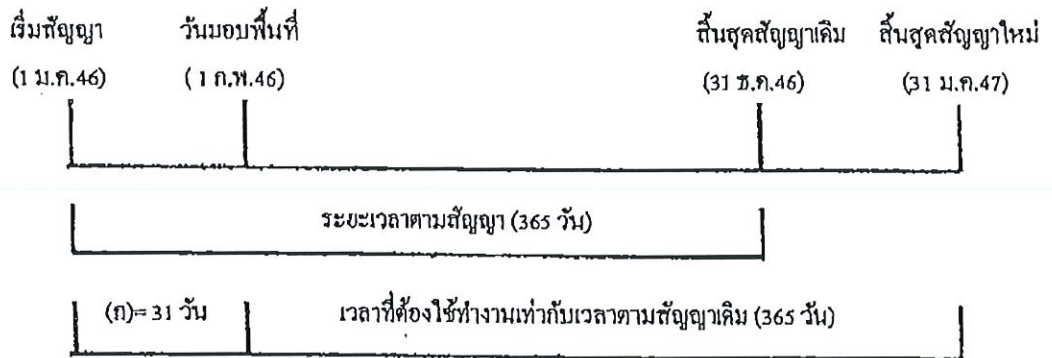 เริ่มสัญญา วันมอบพื้นที่ สิ้นสุดสัญญาเดิม สิ้นสุดสัญญาใหม่
(1 ม.ค.46) (1 ก.พ.46) (31 ธ.ค.46) (31 ม.ค.47)
ระยะเวลาตามสัญญา (365 วัน)
(ก)= 31 วัน เวลาที่ต้องใช้ทำงานเท่ากับเวลาตามสัญญาเดิม (365 วัน)